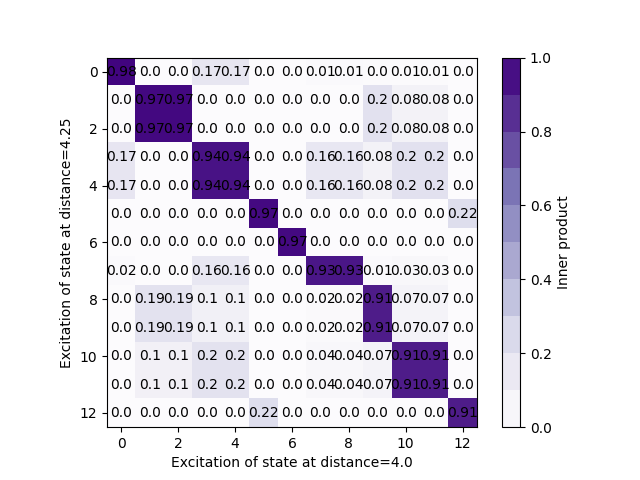 0 0.98 0.0 0.0 0.17 0.17 0.0 0.0 0.01 0.01 0.0 0.01 0.01 0.0
0.0 0.97 0.97 0.0 0.0 0.0 0.0 0.0 0.0 0.2 0.08 0.08 0.0
2 0.0 0.97 0.97 0.0 0.0 0.0 0.0 0.0 0.0 0.2 0.08 0.08 0.0
0.17 0.0 0.0 0.94 0.94 0.0 0.0 0.16 0.16 0.08 0.2 0.2 0.0
4 0.17 0.0 0.0 0.94 0.94 0.0 0.0 0.16 0.16 0.08 0.2 0.2 0.0
0.0 0.0 0.0 0.0 0.0 0.97 0.0 0.0 0.0 0.0 0.0 0.0 0.22
6 0.0 0.0 0.0 0.0 0.0 0.0 0.97 0.0 0.0 0.0 0.0 0.0 0.0
0.02 0.0 0.0 0.16 0.16 0.0 0.0 0.93 0.93 0.01 0.03 0.03 0.0
8 0.0 0.19 0.19 0.1 0.1 0.0 0.0 0.02 0.02 0.91 0.07 0.07 0.0
0.0 0.19 0.19 0.1 0.1 0.0 0.0 0.02 0.02 0.91 0.07 0.07 0.0
10 0.0 0.1 0.1 0.2 0.2 0.0 0.0 0.04 0.04 0.07 0.91 0.91 0.0
0.0 0.1 0.1 0.2 0.2 0.0 0.0 0.04 0.04 0.07 0.91 0.91 0.0
12 0.0 0.0 0.0 0.0 0.0 0.22 0.0 0.0 0.0 0.0 0.0 0.0 0.91
0 2 4 6 8 10 12
Excitation of state at distance=4.0
Excitation of state at distance=4.25
1.0
0.8
0.6
0.4
0.2
0.0
Inner product